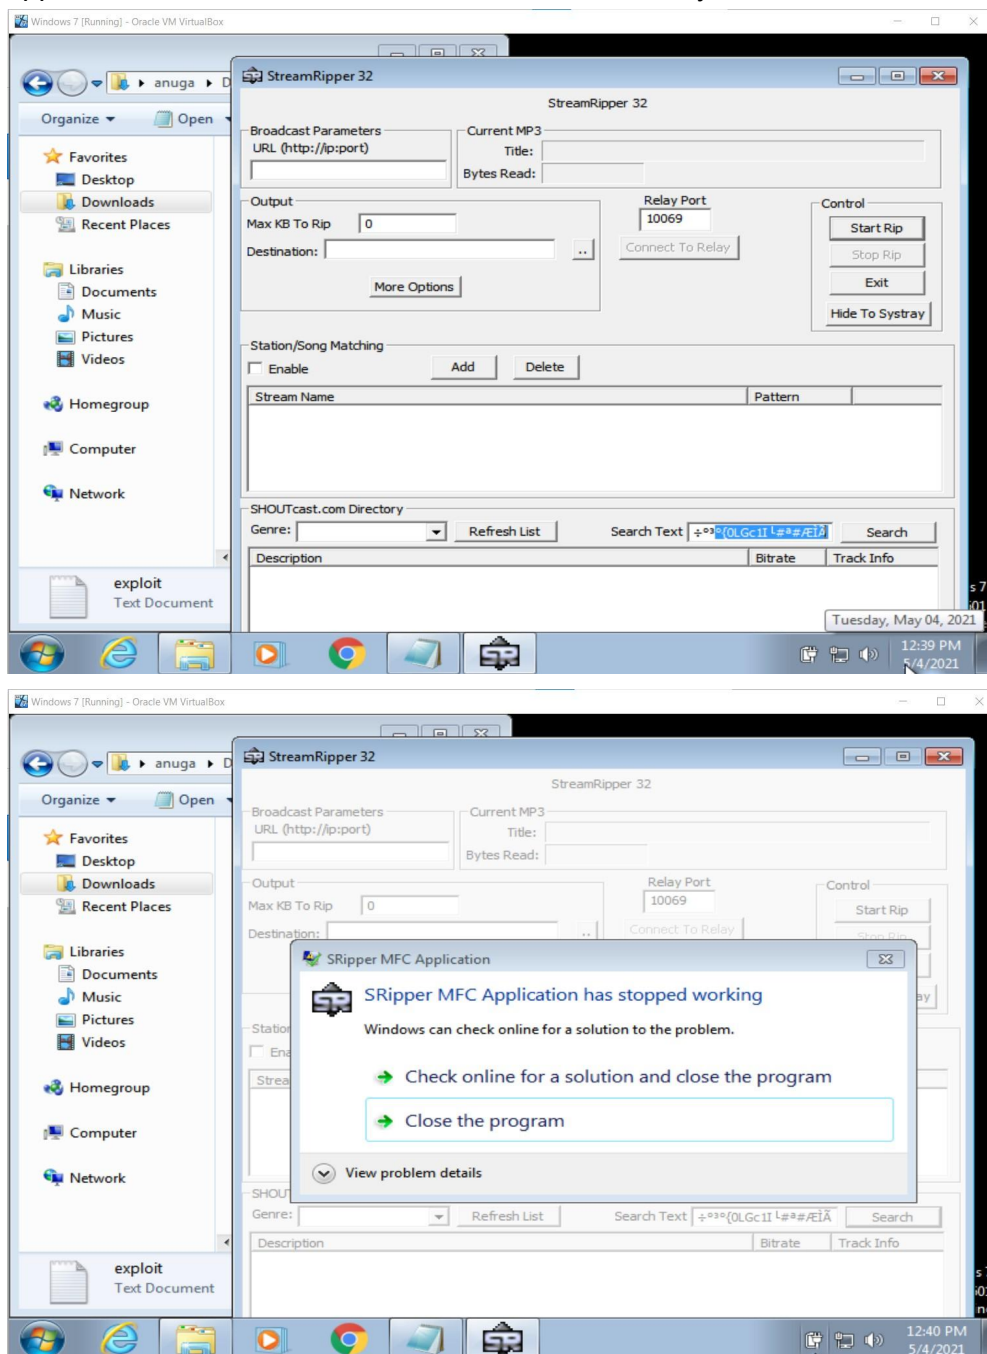 Windows 7 [Running] - Oracle VM VirtualBox
anuga
StreamRipper 32
StreamRipper 32
Organize
Open
Broadcast Parameters
Current MP3
URL (http://ip:port)
Title:
Bytes Read:
Favorites
Desktop
Downloads
Recent Places
Output
Relay Port
Control
Max KB To Rip
0
10069
Start Rip
Destination:
..
Connect To Relay
Stop Rip
Exit
More Options
Hide To Systray
Libraries
Documents
Music
Pictures
Videos
Station/Song Matching
Enable
Add
Delete
Stream Name
Pattern
Homegroup
Computer
Network
SHOUTcast.com Directory
Genre:
Refresh List
Search Text
Search
Description
Bitrate
Track Info
exploit
Text Document
Tuesday, May 04, 2021
12:39 PM
5/4/2021
Windows 7 [Running] - Oracle VM VirtualBox
anuga
StreamRipper 32
StreamRipper 32
Organize
Open
Broadcast Parameters
Current MP3
URL (http://ip:port)
Title:
Bytes Read:
Favorites
Desktop
Downloads
Recent Places
Output
Relay Port
Control
Max KB To Rip
0
10069
Start Rip
Destination:
..
Connect To Relay
Stop Rip
SRipper MFC Application
SRipper MFC Application has stopped working
Windows can check online for a solution to the problem.
Check online for a solution and close the program
Close the program
View problem details
Libraries
Documents
Music
Pictures
Videos
Homegroup
Computer
Network
Genre:
Refresh List
Search Text
Search
Description
Bitrate
Track Info
exploit
Text Document
12:40 PM
5/4/2021